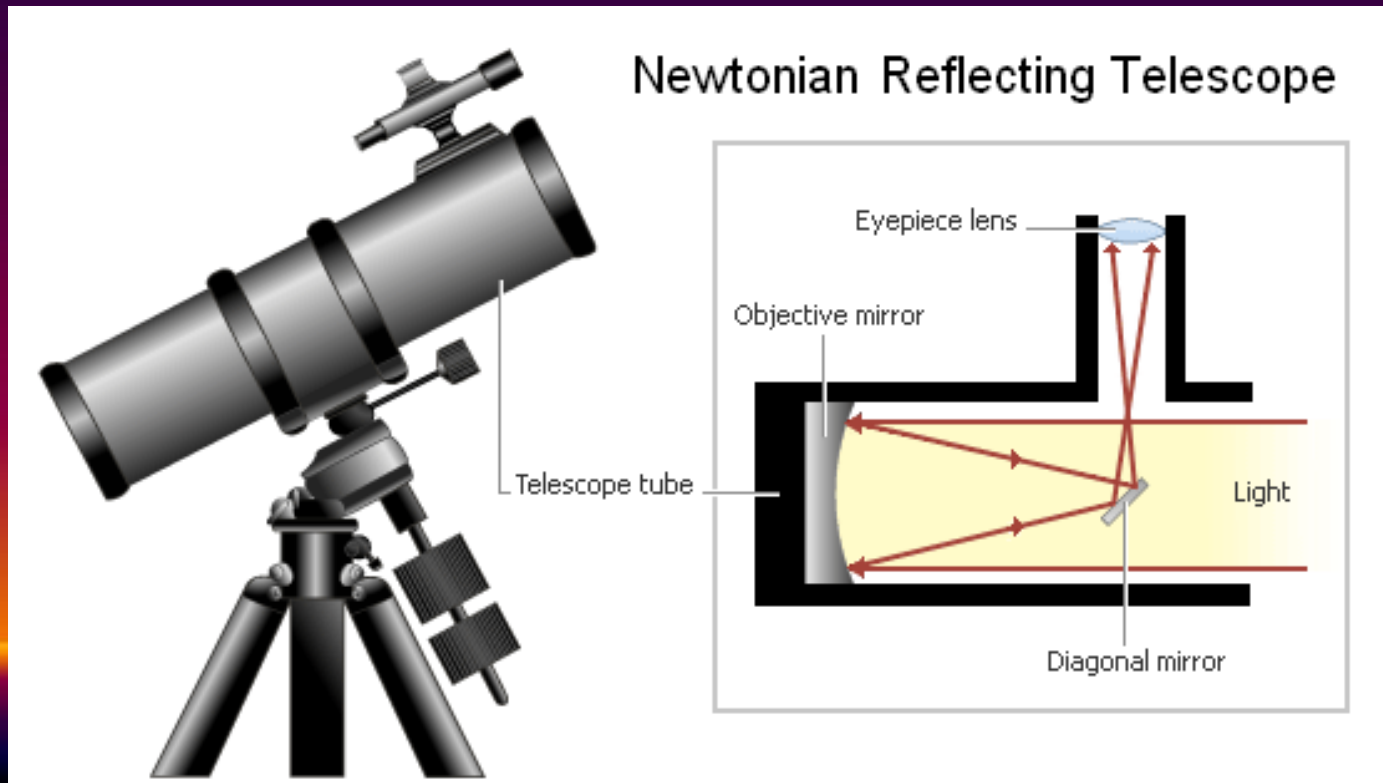 Newtonian Reflecting Telescope
Eyepiece lens
Objective mirror
Telescope tube
Light
Diagonal mirror